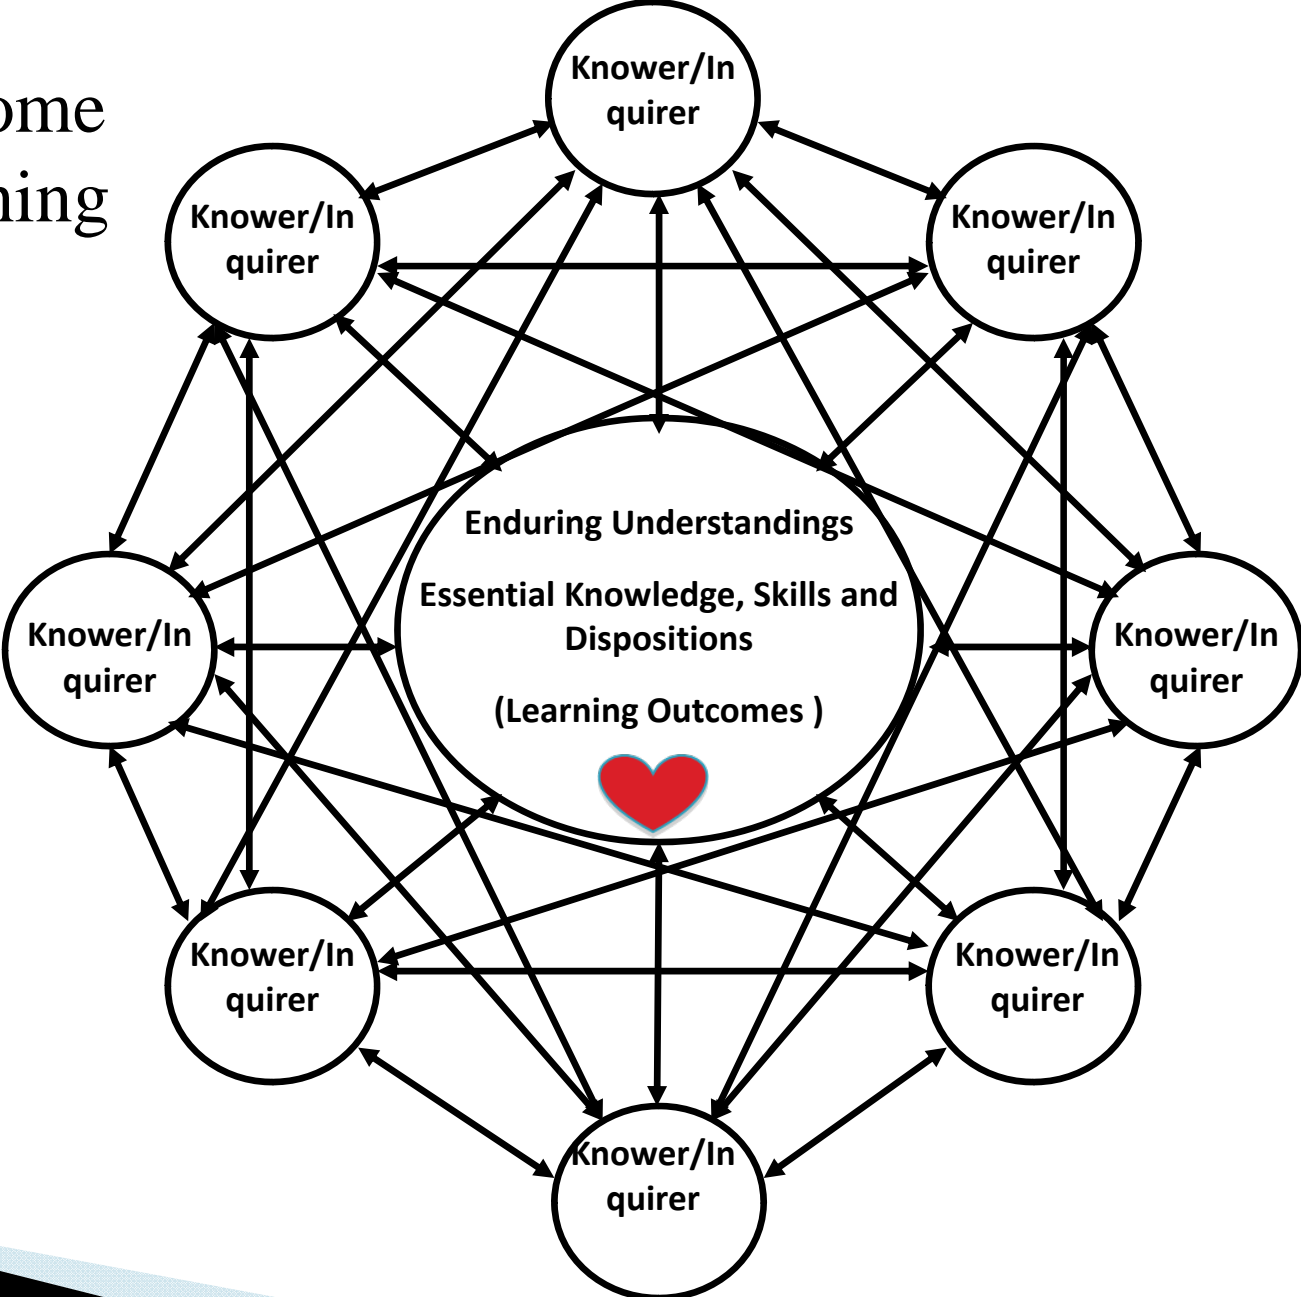 Knower/In
quirer
ome
ning
Knower/In
quirer
Knower/In
quirer
Enduring Understandings
Essential Knowledge, Skills and
Dispositions
(Learning Outcomes )
Knower/In
quirer
Knower/In
quirer
Knower/In
quirer
Knower/In
quirer
Knower/In
quirer